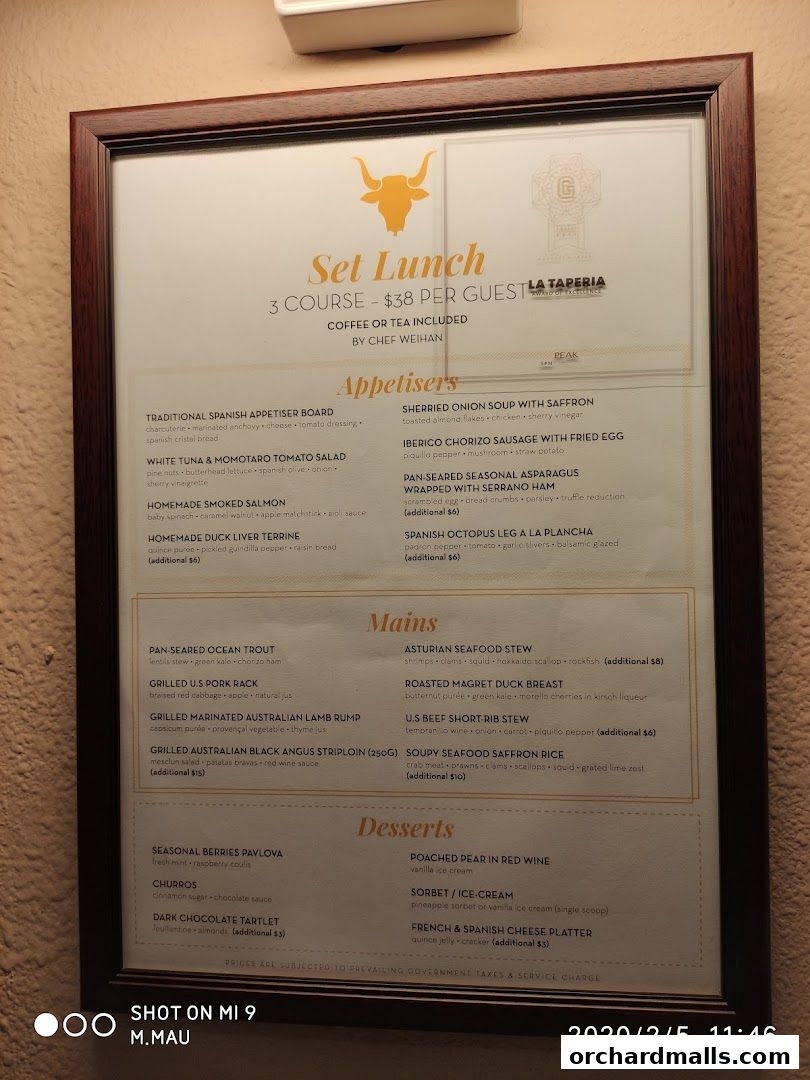 Set Lunch
3 COURSE – $38 PER GUEST
COFFEE OR TEA INCLUDED
BY CHEF WEIHAN
LA TAPERIA
AWARD OF EXCELLENCE
PEAK
Appetisers
TRADITIONAL SPANISH APPETISER BOARD
charcuterie • marinated anchovy • cheese • tomato dressing •
spanish cristal bread
WHITE TUNA & MOMOTARO TOMATO SALAD
pine nuts • butterhead lettuce • spanish olive • onion •
sherry vinaigrette
HOMEMADE SMOKED SALMON
baby spinach • caramel walnut • apple matchstick • aioli sauce
HOMEMADE DUCK LIVER TERRINE
quince purée • pickled guindilla pepper • raisin bread
(additional $6)
SHERRIED ONION SOUP WITH SAFFRON
toasted almond flakes • chicken • sherry vinegar
IBERICO CHORIZO SAUSAGE WITH FRIED EGG
piquillo pepper • mushroom • straw potato
PAN-SEARED SEASONAL ASPARAGUS
WRAPPED WITH SERRANO HAM
scrambled egg • bread crumbs • parsley • truffle reduction
(additional $6)
SPANISH OCTOPUS LEG A LA PLANCHA
padron pepper • tomato • garlic slivers • balsamic glazed
(additional $6)
Mains
PAN-SEARED OCEAN TROUT
lentils stew • green kale • chorizo ham
GRILLED U.S PORK RACK
braised red cabbage • apple • natural jus
GRILLED MARINATED AUSTRALIAN LAMB RUMP
capsicum purée • provençal vegetable • thyme jus
GRILLED AUSTRALIAN BLACK ANGUS STRIPLOIN (250G)
mesclun salad • patatas bravas • red wine sauce
(additional $15)
ASTURIAN SEAFOOD STEW
shrimps • clams • squid • hokkaido scallop • rockfish (additional $8)
ROASTED MAGRET DUCK BREAST
butternut purée • green kale • morello cherries in kirsch liqueur
U.S BEEF SHORT-RIB STEW
tempranillo wine • onion • carrot • piquillo pepper (additional $6)
SOUPY SEAFOOD SAFFRON RICE
crab meat • prawns • clams • scallops • squid • grated lime zest
(additional $10)
Desserts
SEASONAL BERRIES PAVLOVA
fresh mint • raspberry coulis
CHURROS
cinnamon sugar • chocolate sauce
DARK CHOCOLATE TARTLET
feuillantine • almonds (additional $3)
POACHED PEAR IN RED WINE
vanilla ice cream
SORBET / ICE-CREAM
pineapple sorbet or vanilla ice cream (single scoop)
FRENCH & SPANISH CHEESE PLATTER
quince jelly • cracker (additional $3)
PRICES ARE SUBJECTED TO PREVAILING GOVERNMENT TAXES & SERVICE CHARGE
SHOT ON MI 9
M.MAU
2020/2/5 11:46
orchardmalls.com